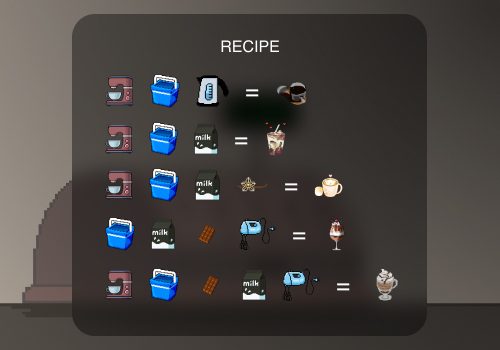 RECIPE
=
milk =
milk =
milk =
milk =